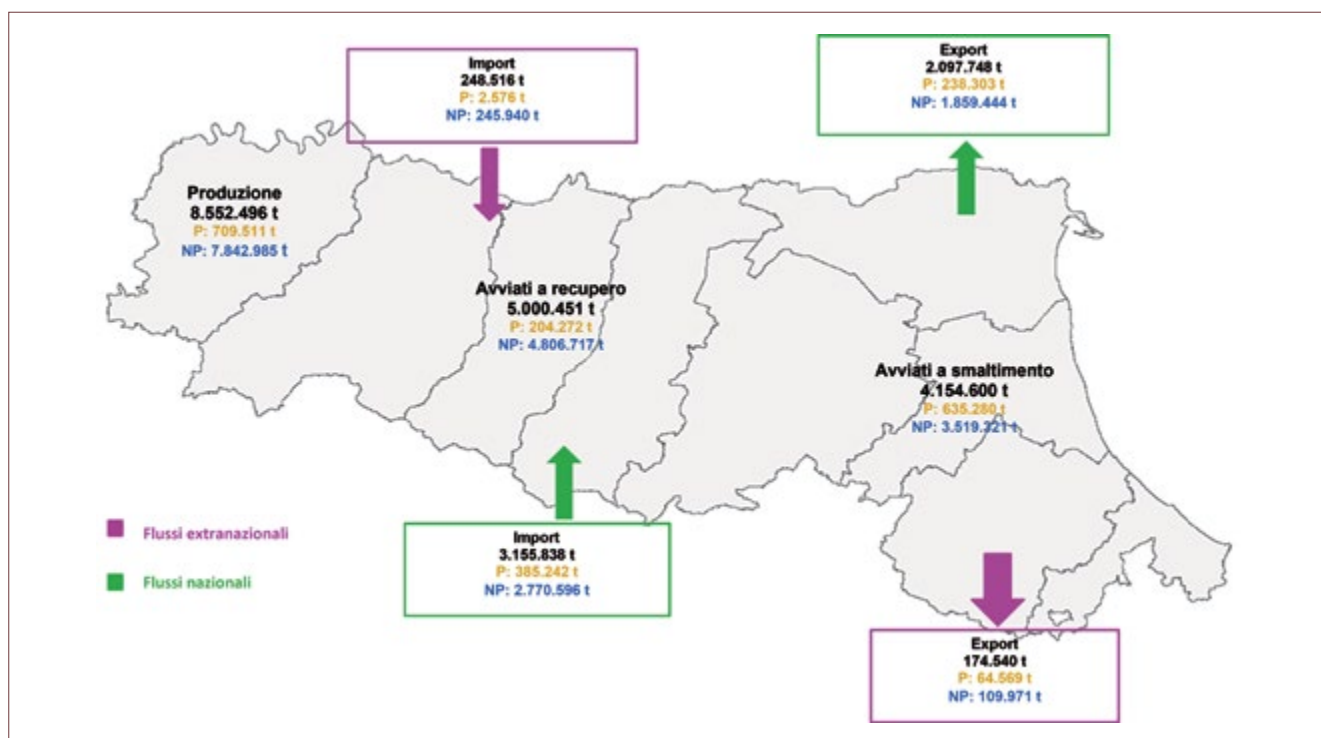 Import
248.516 t
P: 2.576 t
NP: 245.940 t
Export
2.097.748 t
P: 238.303 t
NP: 1.859.444 t
Produzione
8.552.496 t
P: 709.511 t
NP: 7.842.985 t
Avviati a recupero
5.000.451 t
P: 204.272 t
NP: 4.806.717 t
Avviati a smaltimento
4.154.600 t
P: 635.280 t
NP: 3.519.321 t
Flussi extranazionali
Flussi nazionali
Import
3.155.838 t
P: 385.242 t
NP: 2.770.596 t
Export
174.540 t
P: 64.569 t
NP: 109.971 t